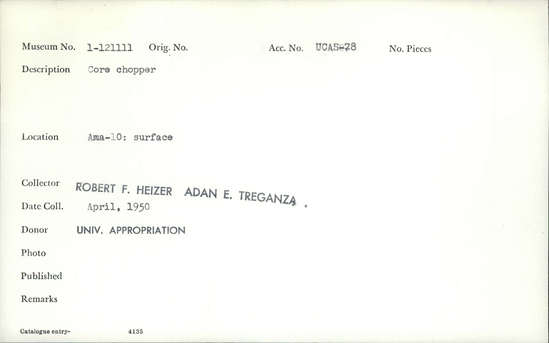 Museum No. 1-121111 Orig. No. Acc. No. UCAS-28 No. Pieces
Description Core chopper
Location Ama-10: surface
Collector ROBERT F. HEIZER ADAN E. TREGANZA .
Date Coll. April, 1950
Donor UNIV. APPROPRIATION
Photo
Published
Remarks
Catalogue entry- 4135